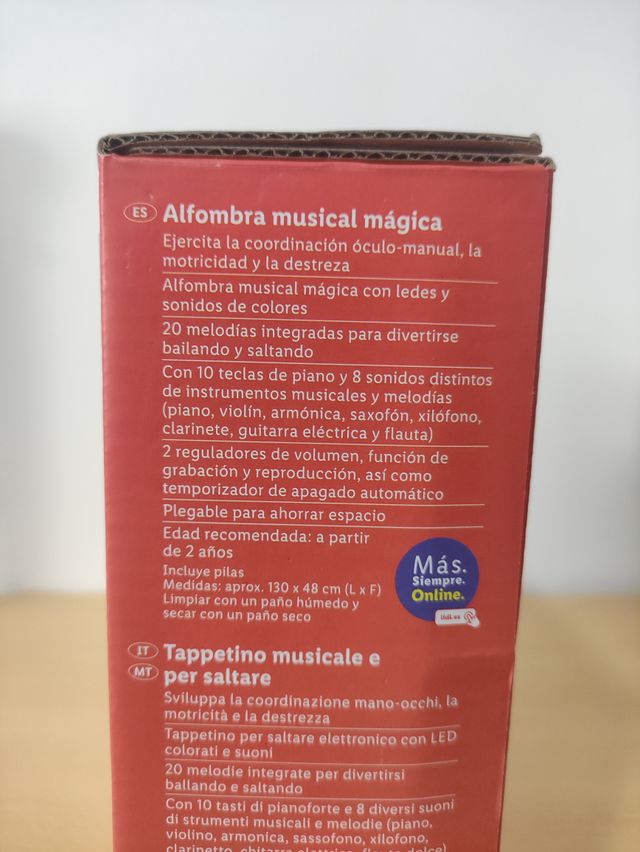 ES Alfombra musical mágica
Ejercita la coordinación óculo-manual, la
motricidad y la destreza
Alfombra musical mágica con ledes y
sonidos de colores
20 melodías integradas para divertirse
bailando y saltando
Con 10 teclas de piano y 8 sonidos distintos
de instrumentos musicales y melodías
(piano, violín, armónica, saxofón, xilófono,
clarinete, guitarra eléctrica y flauta)
2 reguladores de volumen, función de
grabación y reproducción, así como
temporizador de apagado automático
Plegable para ahorrar espacio
Edad recomendada: a partir
de 2 años
Incluye pilas
Medidas: aprox. 130 x 48 cm (L x F)
Limpiar con un paño húmedo y
secar con un paño seco
Más.
Siempre.
Online.
lidl.es
IT Tappetino musicale e
MT per saltare
Sviluppa la coordinazione mano-occhi, la
motricità e la destrezza
Tappetino per saltare elettronico con LED
colorati e suoni
20 melodie integrate per divertirsi
ballando e saltando
Con 10 tasti di pianoforte e 8 diversi suoni
di strumenti musicali e melodie (piano,
violino, armonica, sassofono, xilofono,
clarinetto, chitarra elettrica, flauto dolce)